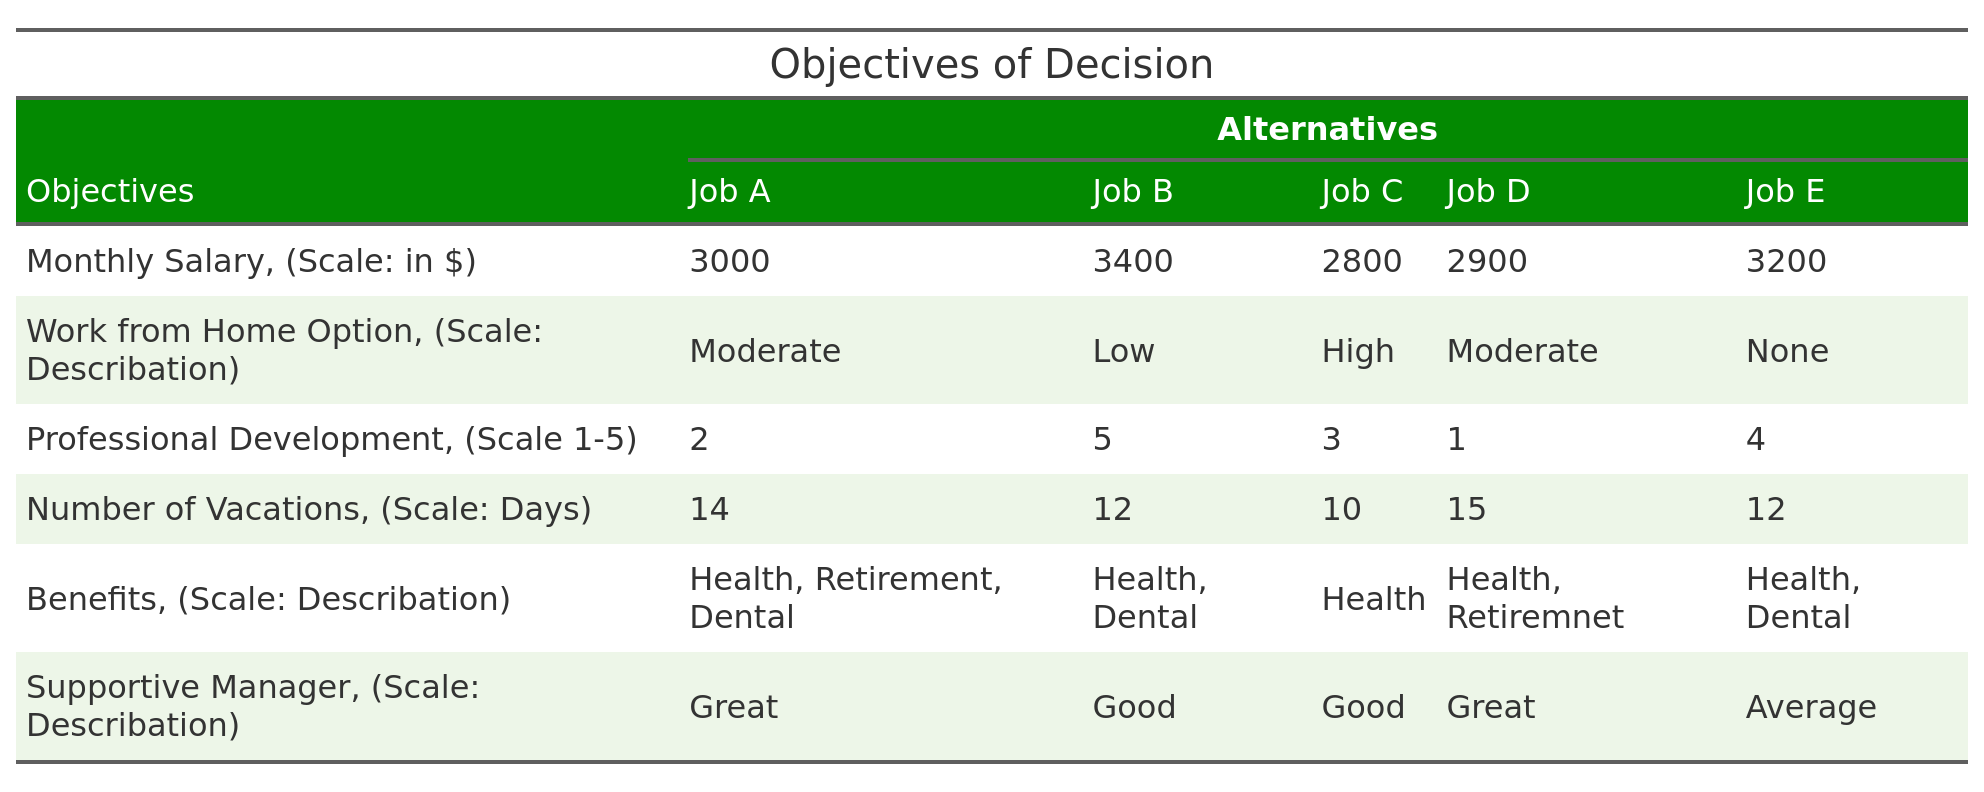 Objectives of Decision
Alternatives
Objectives Job A Job B Job C Job D Job E
Monthly Salary, (Scale: in $) 3000 3400 2800 2900 3200
Work from Home Option, (Scale:
Describation) Moderate Low High Moderate None
Professional Development, (Scale 1-5) 2 5 3 1 4
Number of Vacations, (Scale: Days) 14 12 10 15 12
Benefits, (Scale: Describation) Health, Retirement,
Dental Health,
Dental Health Health,
Retiremnet Health,
Dental
Supportive Manager, (Scale:
Describation) Great Good Good Great Average